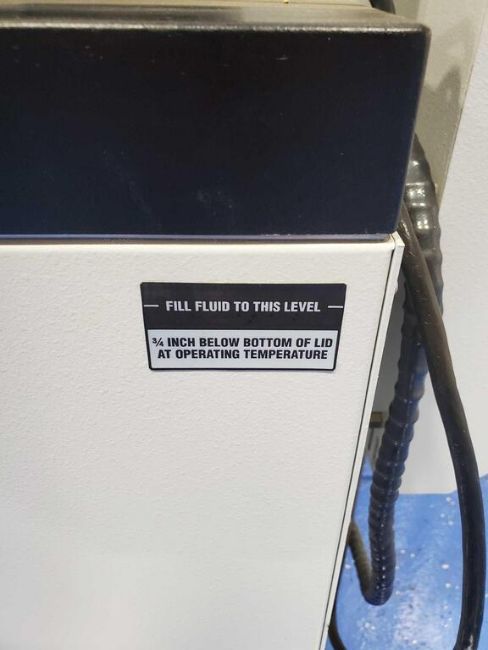 — FILL FLUID TO THIS LEVEL —
¾ INCH BELOW BOTTOM OF LID
AT OPERATING TEMPERATURE